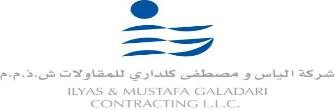 شركة الياس و مصطفى كلداري للمقاولات ش.ذ.م.م
ILYAS & MUSTAFA GALADARI
CONTRACTING L.L.C.